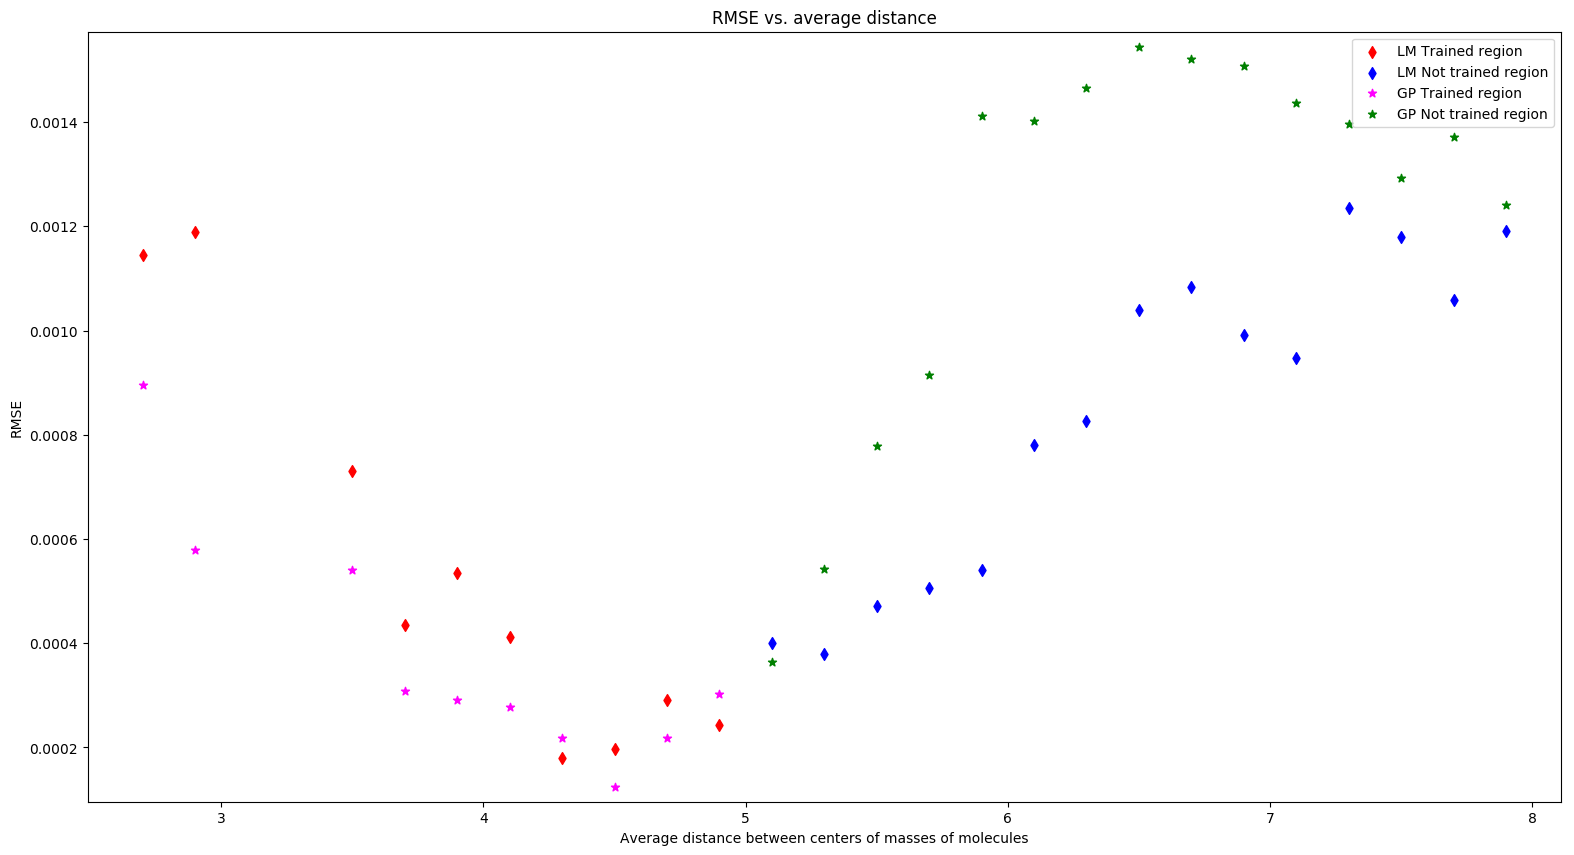 RMSE vs. average distance
LM Trained region
LM Not trained region
GP Trained region
GP Not trained region
0.0014
0.0012
0.0010
0.0008
0.0006
0.0004
0.0002
RMSE
3 4 5 6 7 8
Average distance between centers of masses of molecules